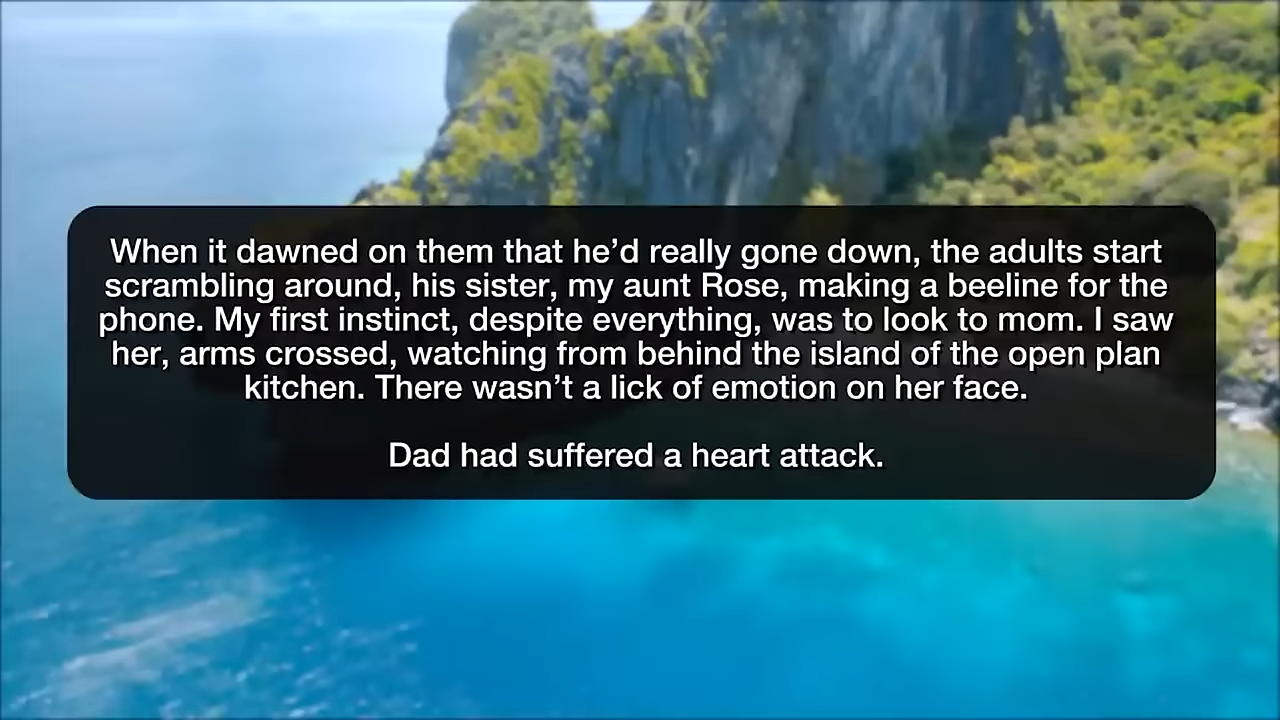 When it dawned on them that he’d really gone down, the adults start
scrambling around, his sister, my aunt Rose, making a beeline for the
phone. My first instinct, despite everything, was to look to mom. I saw
her, arms crossed, watching from behind the island of the open plan
kitchen. There wasn’t a lick of emotion on her face.
Dad had suffered a heart attack.